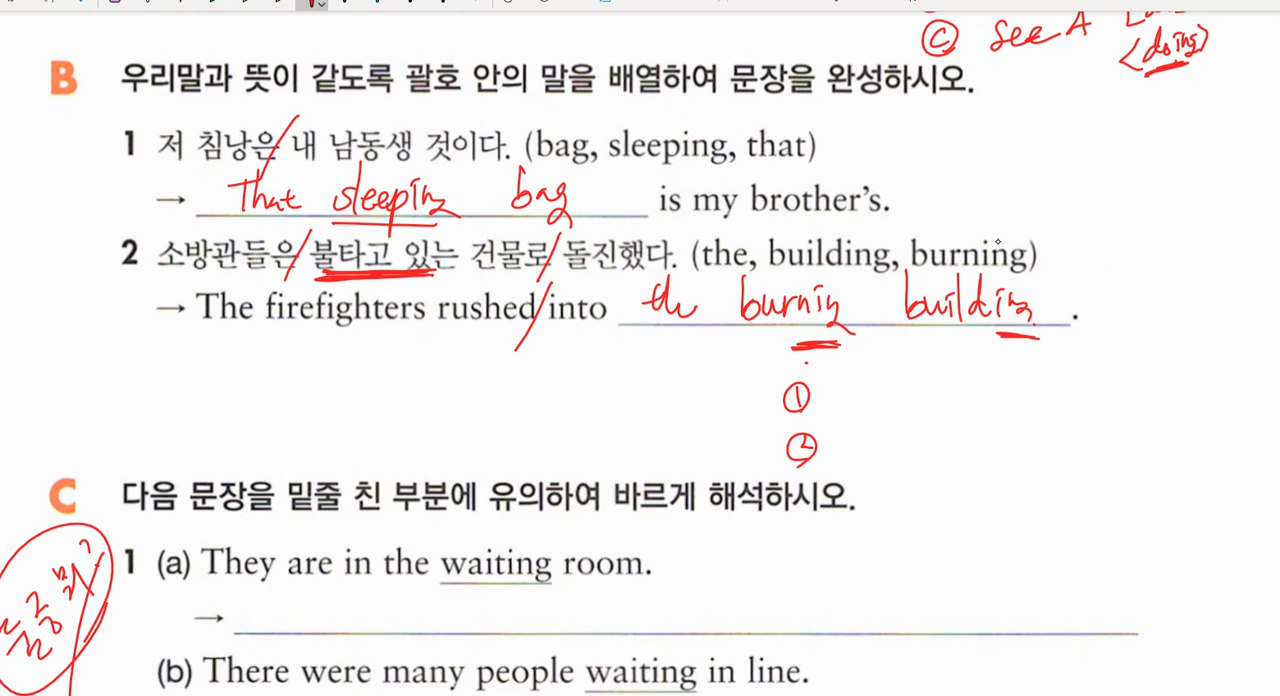 ⓒ see A
<doing>
B 우리말과 뜻이 같도록 괄호 안의 말을 배열하여 문장을 완성하시오.
1 저 침낭은 / 내 남동생 것이다. (bag, sleeping, that)
→ That sleeping bag is my brother's.
2 소방관들은 / 불타고 있는 건물로 / 돌진했다. (the, building, burning)
→ The firefighters rushed / into the burning building.
①
②
C 다음 문장을 밑줄 친 부분에 유의하여 바르게 해석하시오.
1 (a) They are in the waiting room.
→
(b) There were many people waiting in line.